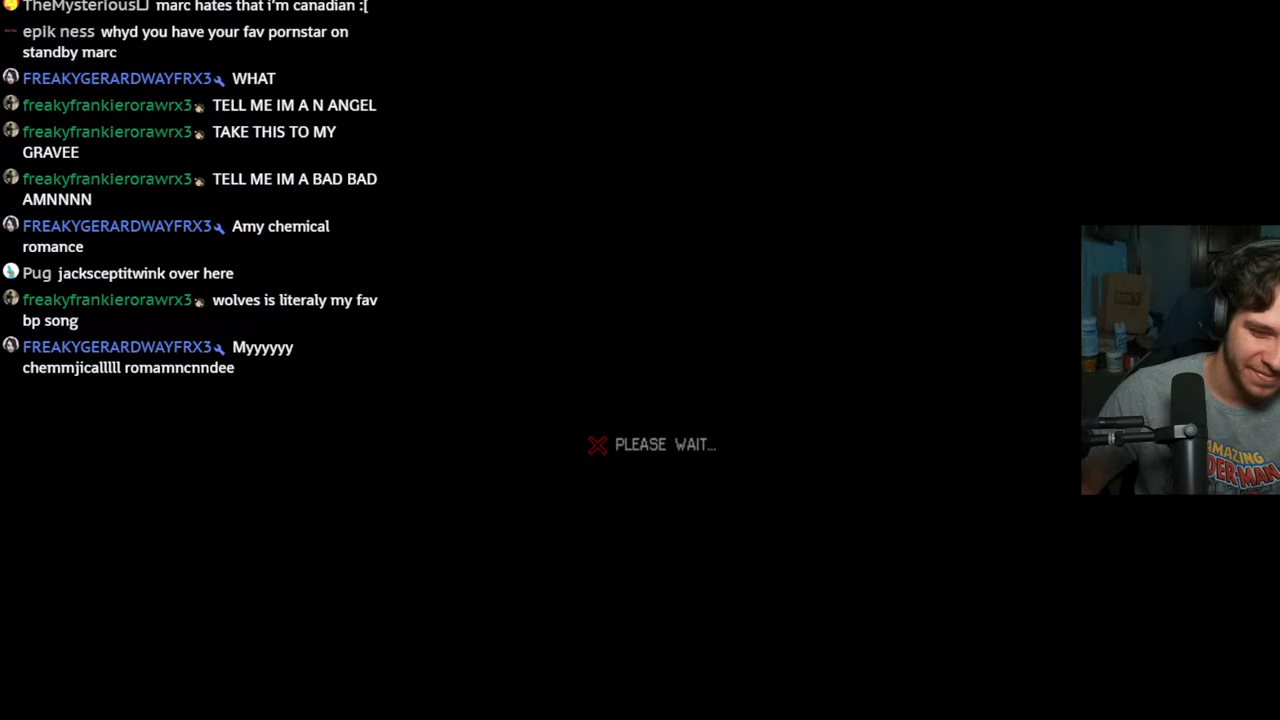 TheMysterious marc hates that i'm canadian :[
epik ness whyd you have your fav pornstar on
standby marc
FREAKYGERARDWAYFRX3 WHAT
freakyfrankierorawrx3 TELL ME IM A N ANGEL
freakyfrankierorawrx3 TAKE THIS TO MY
GRAVEE
freakyfrankierorawrx3 TELL ME IM A BAD BAD
AMNNNN
FREAKYGERARDWAYFRX3 Amy chemical
romance
Pug jacksceptitwink over here
freakyfrankierorawrx3 wolves is literaly my fav
bp song
FREAKYGERARDWAYFRX3 Myyyyyy
chemmjicalllll romamncnndee
PLEASE WAIT...
AMAZING
DER-MAN